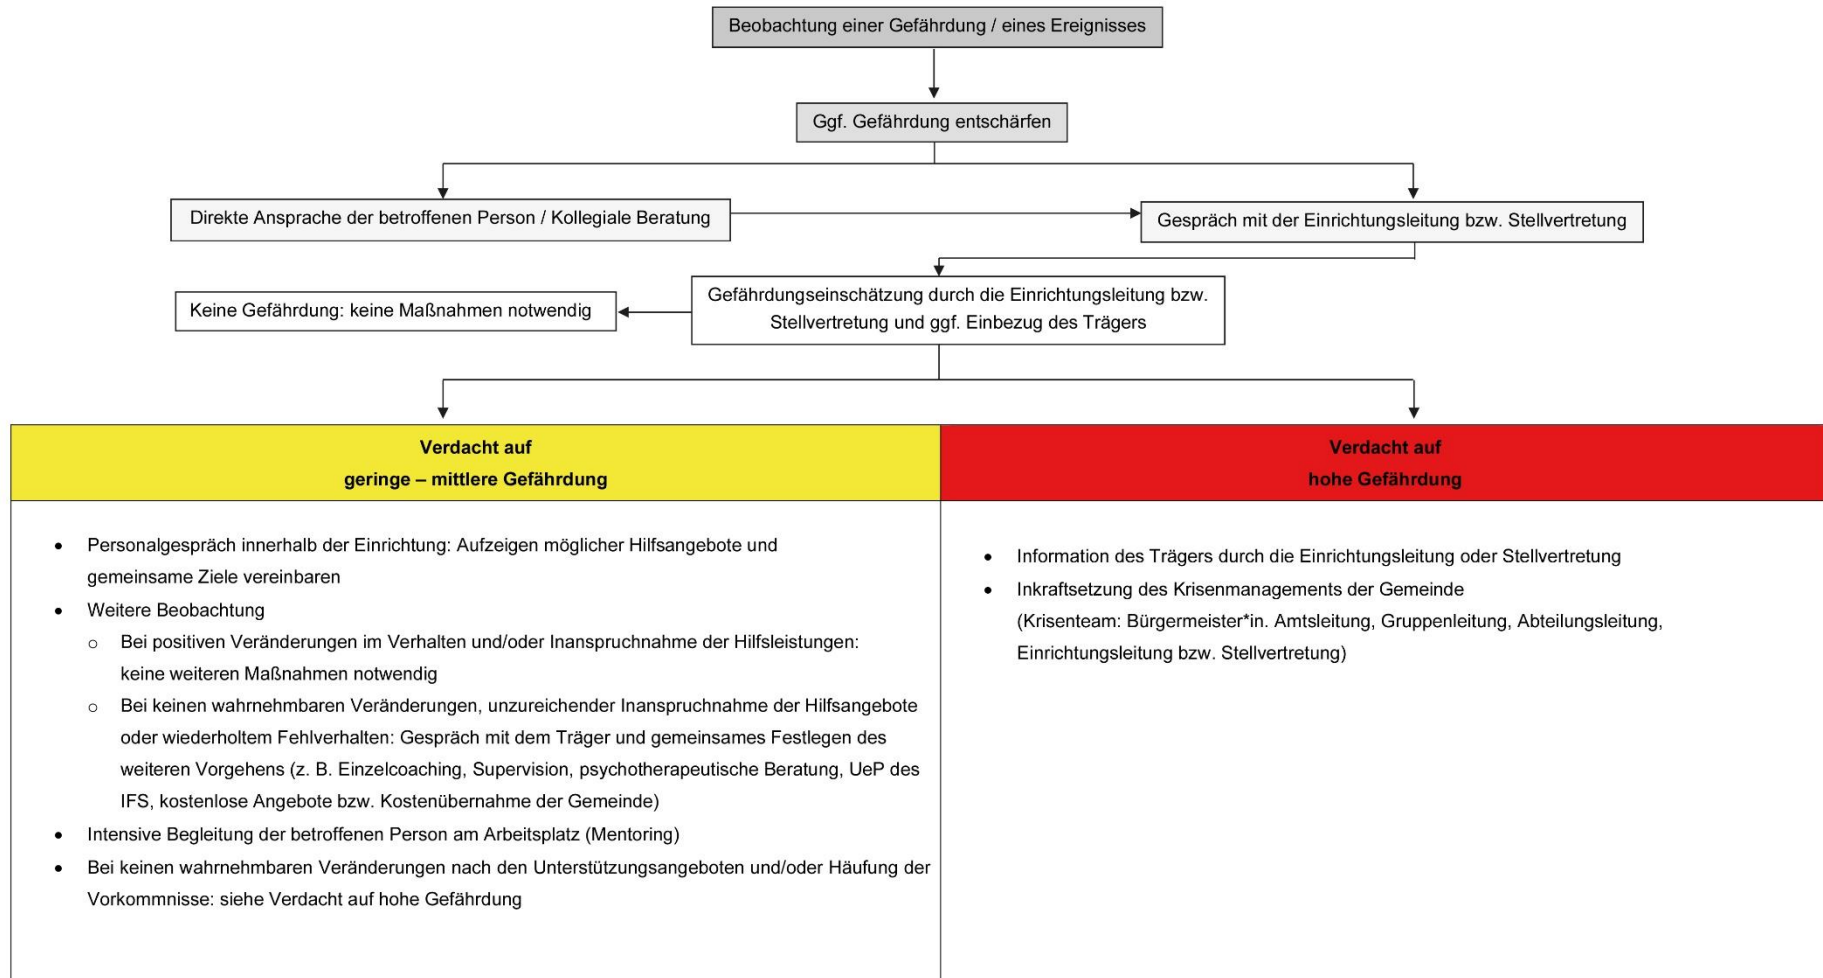 Beobachtung einer Gefährdung / eines Ereignisses
Ggf. Gefährdung entschärfen
Direkte Ansprache der betroffenen Person / Kollegiale Beratung
Gespräch mit der Einrichtungsleitung bzw. Stellvertretung
Gefährdungseinschätzung durch die Einrichtungsleitung bzw.
Stellvertretung und ggf. Einbezug des Trägers
Keine Gefährdung: keine Maßnahmen notwendig
Verdacht auf
geringe – mittlere Gefährdung
• Personalgespräch innerhalb der Einrichtung: Aufzeigen möglicher Hilfsangebote und
gemeinsame Ziele vereinbaren
• Weitere Beobachtung
o Bei positiven Veränderungen im Verhalten und/oder Inanspruchnahme der Hilfsleistungen:
keine weiteren Maßnahmen notwendig
o Bei keinen wahrnehmbaren Veränderungen, unzureichender Inanspruchnahme der Hilfsangebote
oder wiederholtem Fehlverhalten: Gespräch mit dem Träger und gemeinsames Festlegen des
weiteren Vorgehens (z. B. Einzelcoaching, Supervision, psychotherapeutische Beratung, UeP des
IFS, kostenlose Angebote bzw. Kostenübernahme der Gemeinde)
• Intensive Begleitung der betroffenen Person am Arbeitsplatz (Mentoring)
• Bei keinen wahrnehmbaren Veränderungen nach den Unterstützungsangeboten und/oder Häufung der
Vorkommnisse: siehe Verdacht auf hohe Gefährdung
Verdacht auf
hohe Gefährdung
• Information des Trägers durch die Einrichtungsleitung oder Stellvertretung
• Inkraftsetzung des Krisenmanagements der Gemeinde
(Krisenteam: Bürgermeister*in. Amtsleitung, Gruppenleitung, Abteilungsleitung,
Einrichtungsleitung bzw. Stellvertretung)